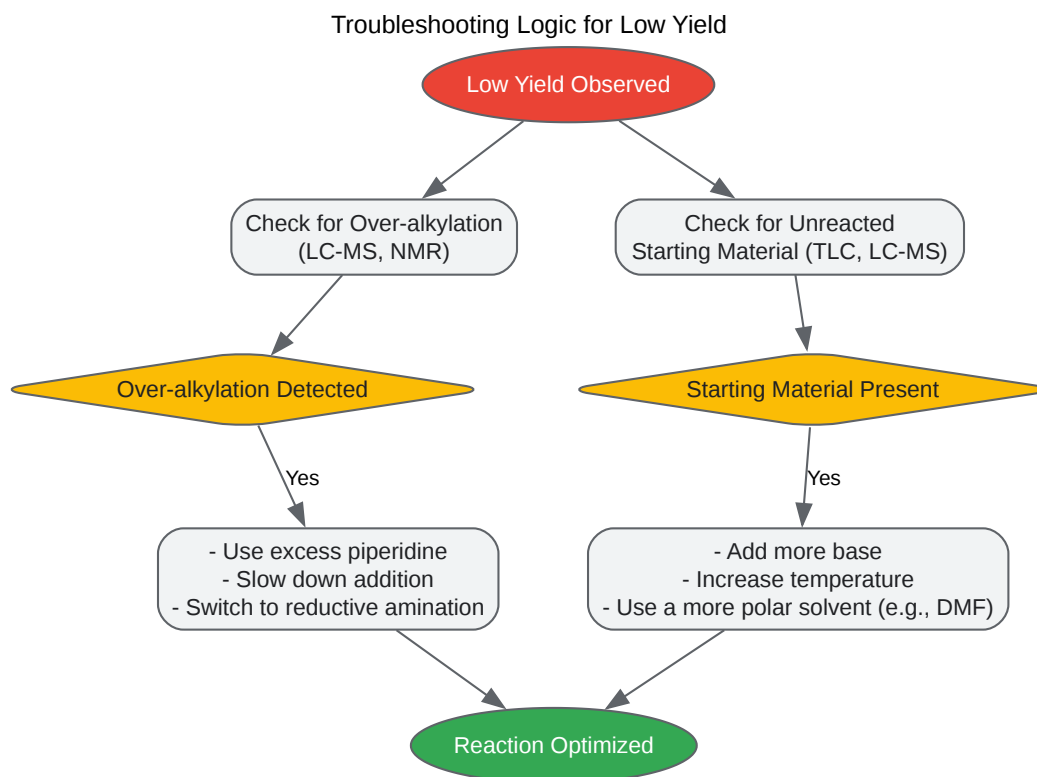 Troubleshooting Logic for Low Yield
Low Yield Observed
Check for Over-alkylation
(LC-MS, NMR)
Check for Unreacted
Starting Material (TLC, LC-MS)
Over-alkylation Detected
Starting Material Present
Yes
Yes
- Use excess piperidine
- Slow down addition
- Switch to reductive amination
- Add more base
- Increase temperature
- Use a more polar solvent (e.g., DMF)
Reaction Optimized